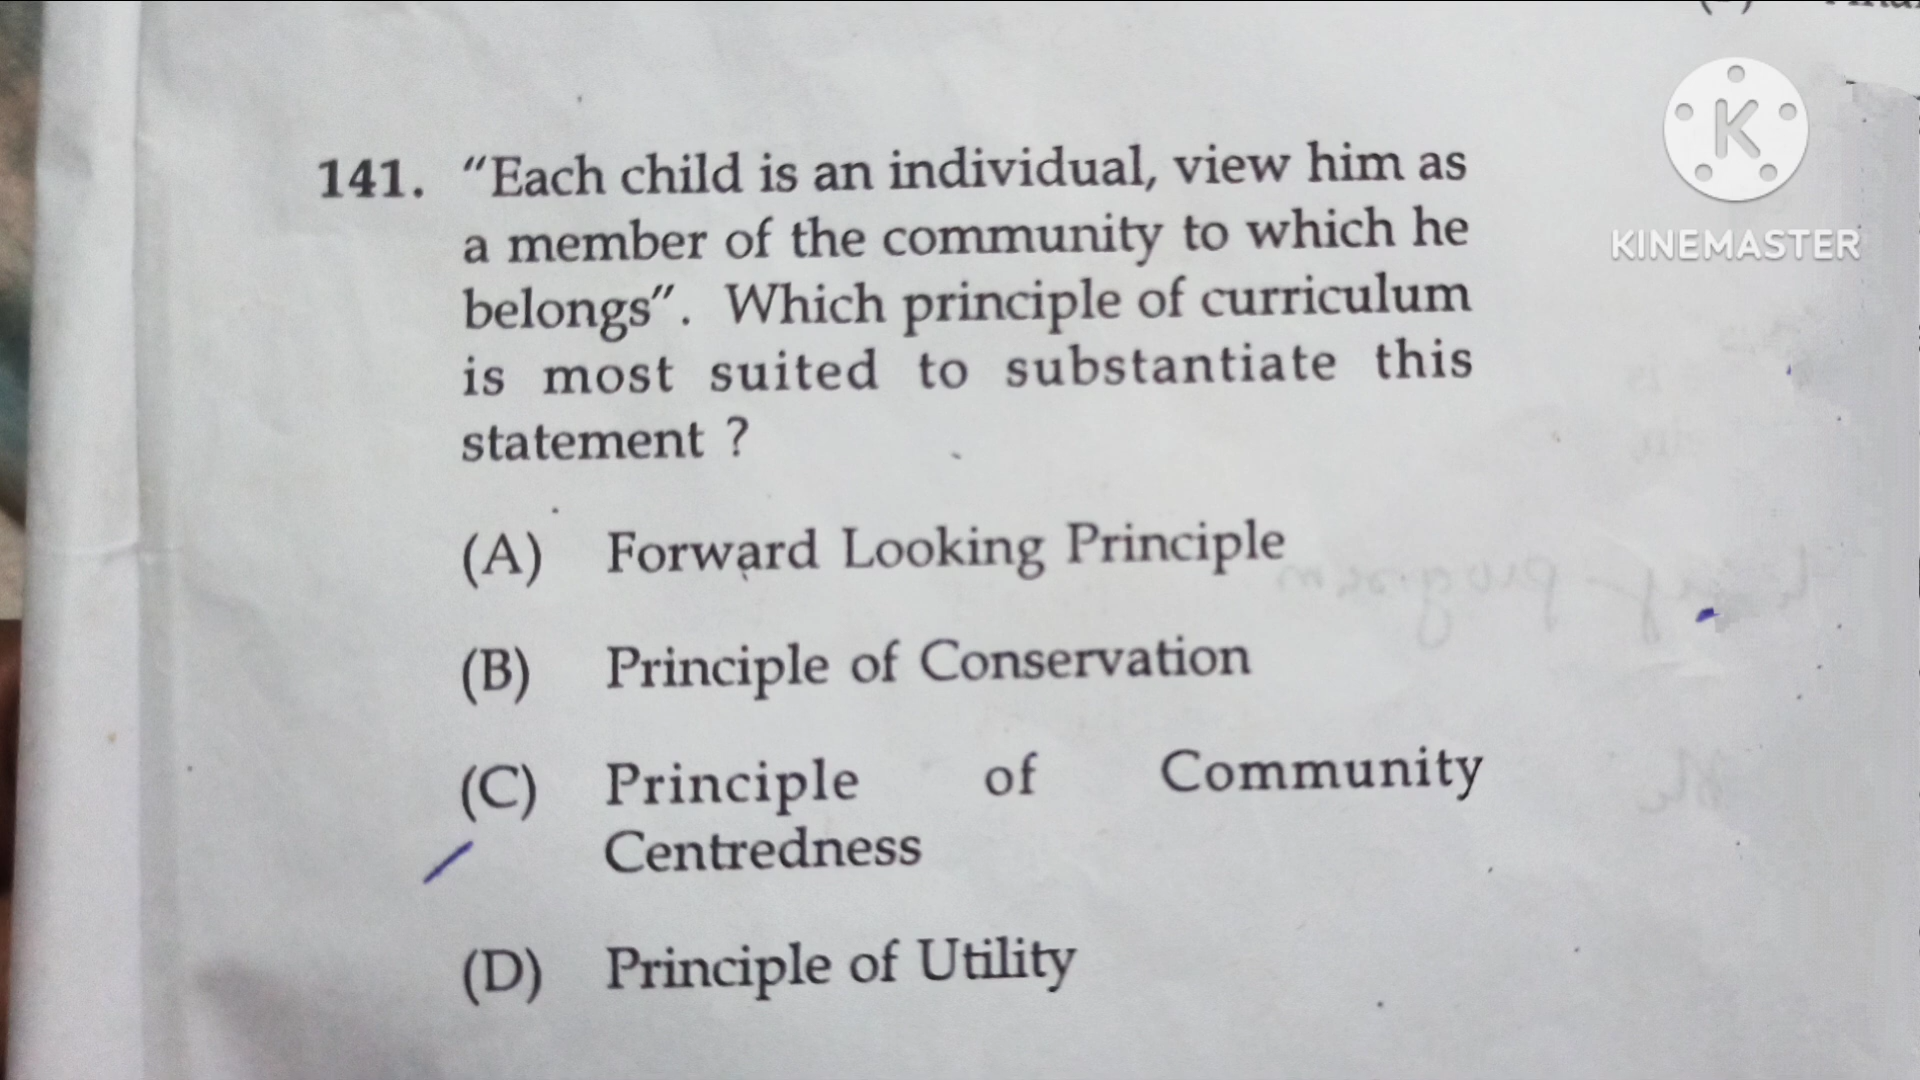 K
KINEMASTER
141. "Each child is an individual, view him as
a member of the community to which he
belongs". Which principle of curriculum
is most suited to substantiate this
statement ?
(A) Forward Looking Principle
(B) Principle of Conservation
(C) Principle of Community
Centredness
(D) Principle of Utility